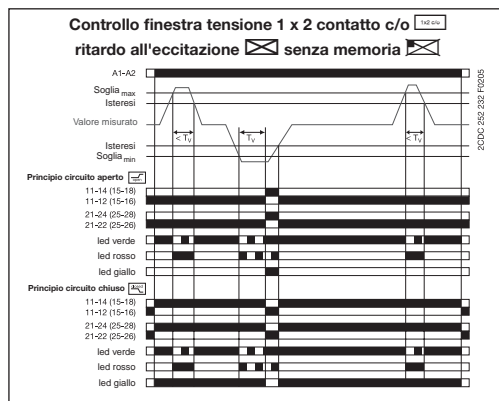 Controllo finestra tensione 1 x 2 contatto c/o 1x2 c/o
ritardo all'eccitazione senza memoria
A1-A2
Soglia max
Isteresi
Valore misurato
< Tv
Tv
< Tv
Isteresi
Soglia min
Principio circuito aperto open
11-14 (15-18)
11-12 (15-16)
21-24 (25-28)
21-22 (25-26)
led verde
led rosso
led giallo
Principio circuito chiuso closed
11-14 (15-18)
11-12 (15-16)
21-24 (25-28)
21-22 (25-26)
led verde
led rosso
led giallo
2CDC 252 232 F0205